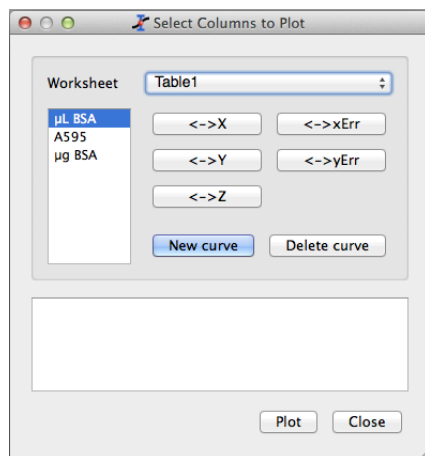 Select Columns to Plot
Worksheet Table1
µL BSA
A595
µg BSA
<->X <->xErr
<->Y <->yErr
<->Z
New curve Delete curve
Plot Close